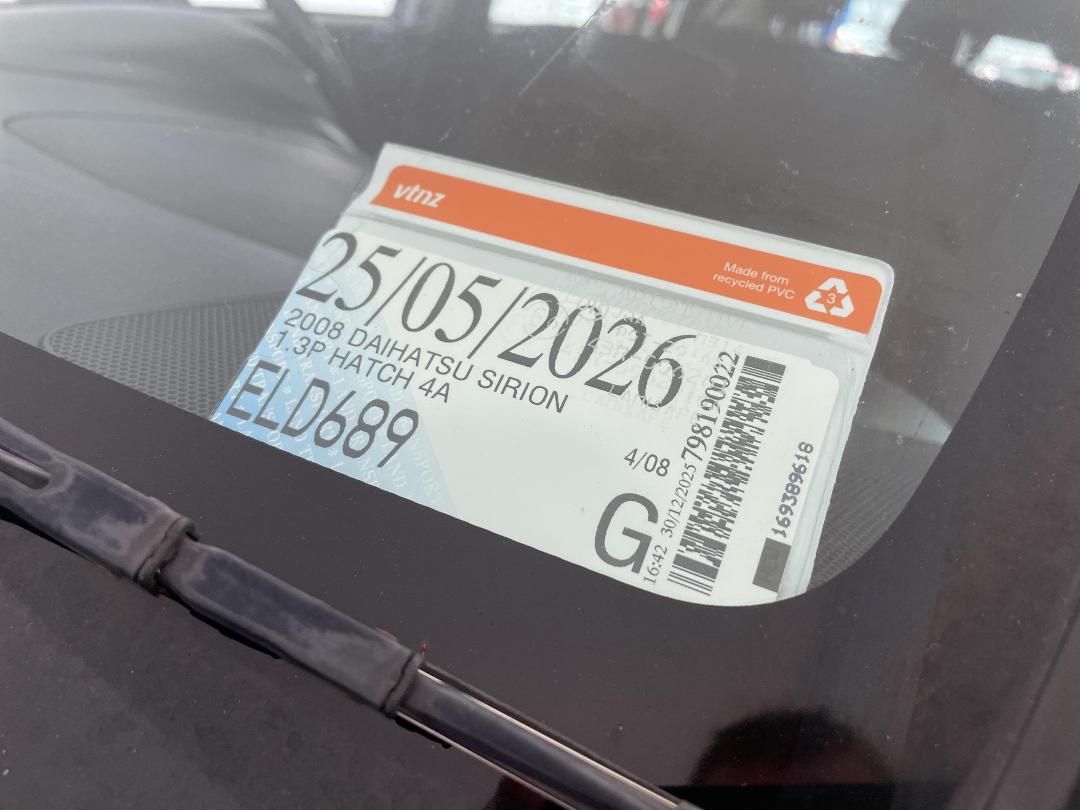 vtnz
Made from
recycled PVC
3
25/05/2026
2008 DAIHATSU SIRION
1.3P HATCH 4A
ELD689
4/08
G
16:42 30/12/2025 798190022
169389618